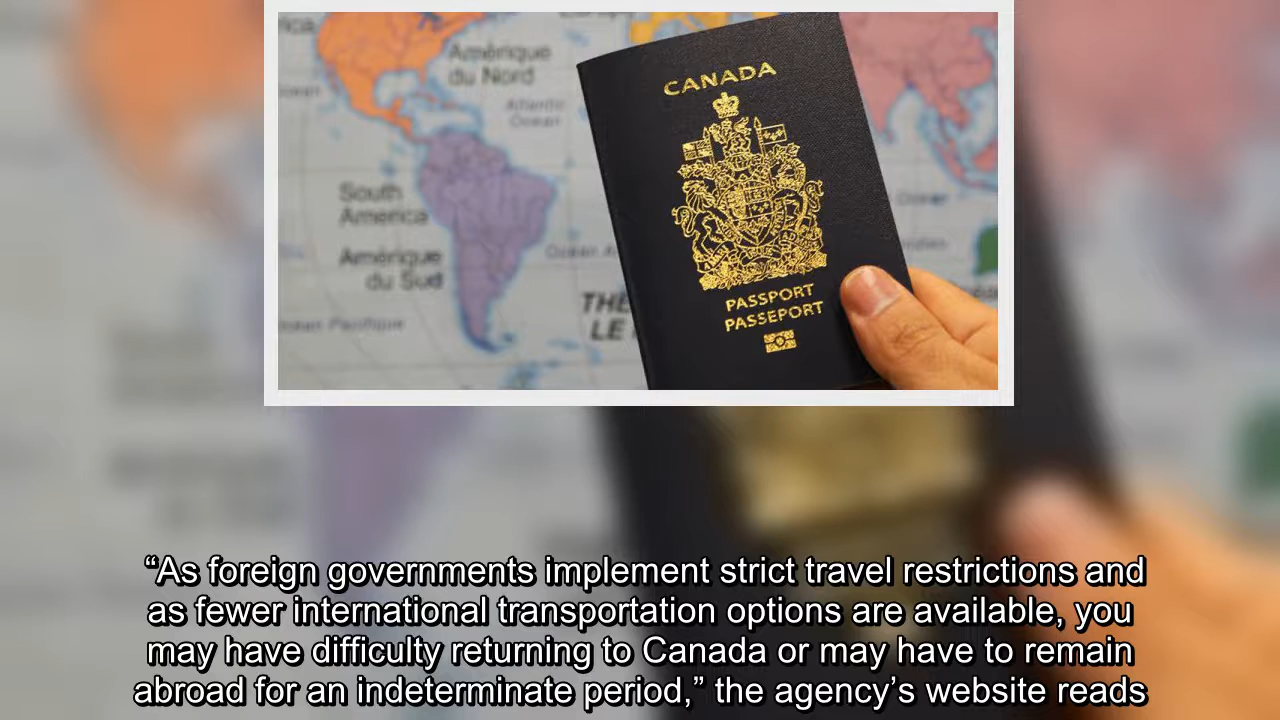 rica
Amérique
du Nord
Atlantic
Ocean
CANADA
South
America
Amérique
du Sud
Ocean
THE
LE
PASSPORT
PASSEPORT
“As foreign governments implement strict travel restrictions and
as fewer international transportation options are available, you
may have difficulty returning to Canada or may have to remain
abroad for an indeterminate period,” the agency’s website reads